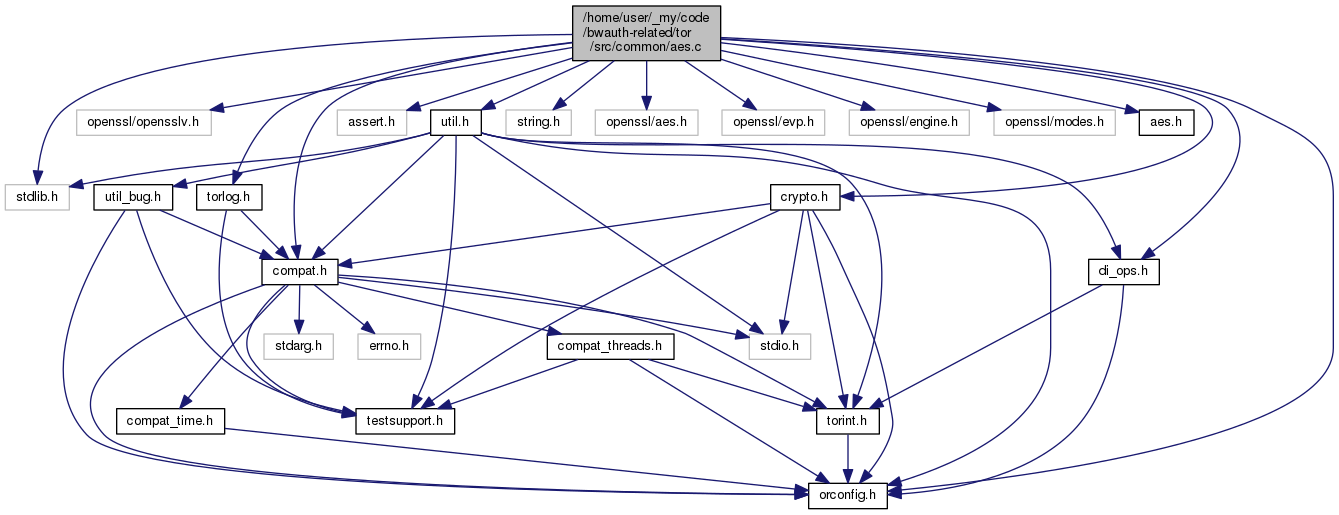 /home/user/_my/code
/bwauth-related/tor
/src/common/aes.c
openssl/opensslv.h
assert.h
util.h
string.h
openssl/aes.h
openssl/evp.h
openssl/engine.h
openssl/modes.h
aes.h
stdlib.h
util_bug.h
torlog.h
crypto.h
compat.h
di_ops.h
stdarg.h
errno.h
compat_threads.h
stdio.h
compat_time.h
testsupport.h
torint.h
orconfig.h